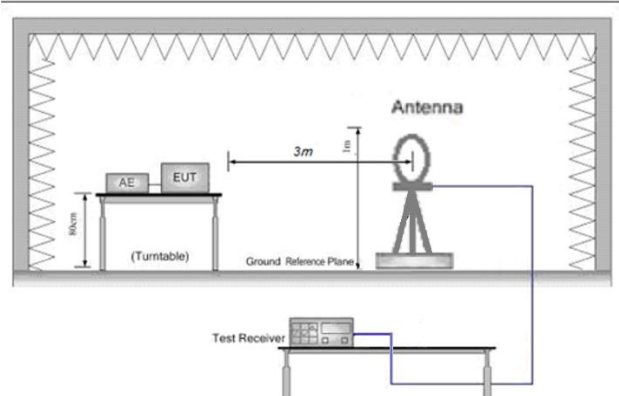 Antenna
3m
1m
AE
EUT
80cm
(Turntable)
Ground Reference Plane
Test Receiver